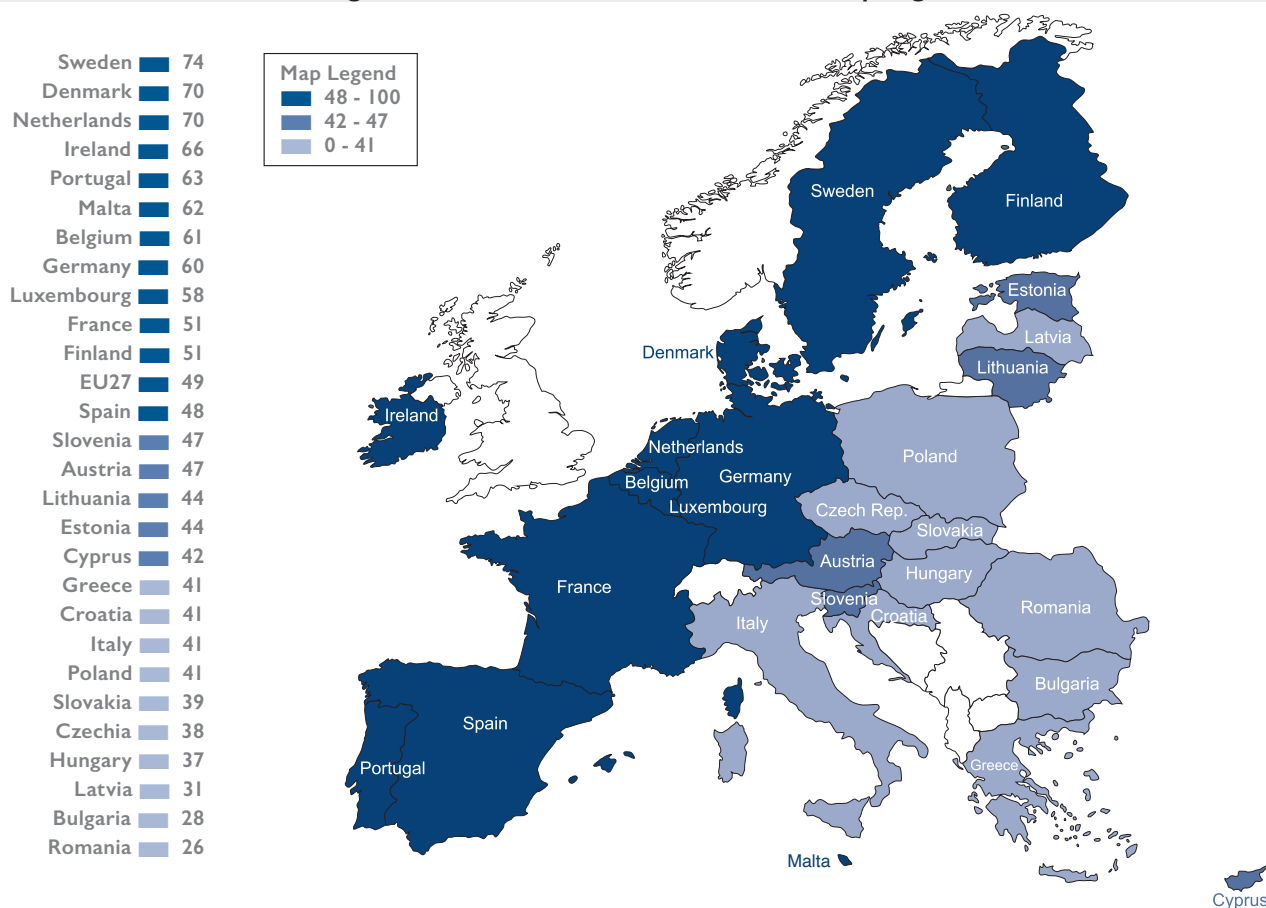 Sweden 74
Denmark 70
Netherlands 70
Ireland 66
Portugal 63
Malta 62
Belgium 61
Germany 60
Luxembourg 58
France 51
Finland 51
EU27 49
Spain 48
Slovenia 47
Austria 47
Lithuania 44
Estonia 44
Cyprus 42
Greece 41
Croatia 41
Italy 41
Poland 41
Slovakia 39
Czechia 38
Hungary 37
Latvia 31
Bulgaria 28
Romania 26
Map Legend
48 - 100
42 - 47
0 - 41
Sweden
Finland
Estonia
Latvia
Denmark
Lithuania
Ireland
Netherlands
Poland
Germany
Belgium
Luxembourg
Czech Rep.
Slovakia
Austria
Hungary
France
Slovenia
Romania
Croatia
Italy
Bulgaria
Spain
Greece
Portugal
Malta
Cyprus